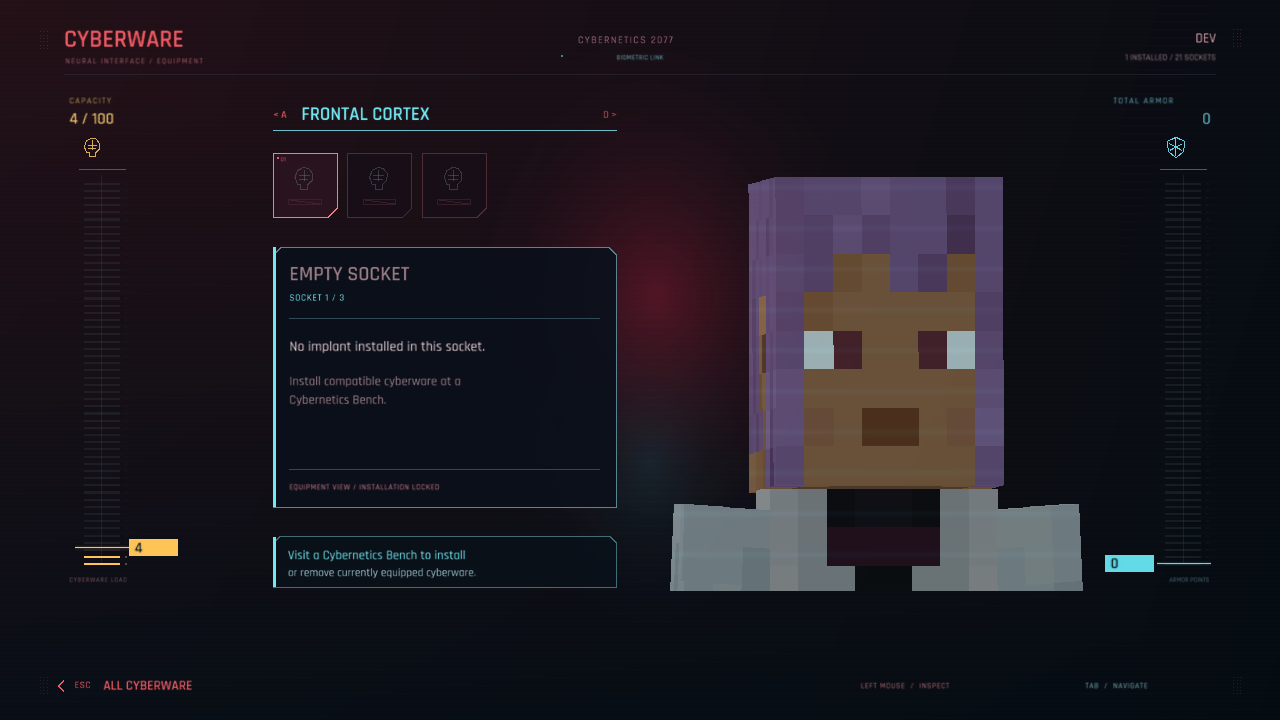 CYBERWARE
NEURAL INTERFACE / EQUIPMENT
CYBERNETICS 2077
BIOMETRIC LINK
DEV
1 INSTALLED / 21 SOCKETS
CAPACITY
4 / 100
< A FRONTAL CORTEX D >
TOTAL ARMOR
0
01
EMPTY SOCKET
SOCKET 1 / 3
No implant installed in this socket.
Install compatible cyberware at a
Cybernetics Bench.
EQUIPMENT VIEW / INSTALLATION LOCKED
4
CYBERWARE LOAD
Visit a Cybernetics Bench to install
or remove currently equipped cyberware.
0
ARMOR POINTS
ESC ALL CYBERWARE
LEFT MOUSE / INSPECT
TAB / NAVIGATE